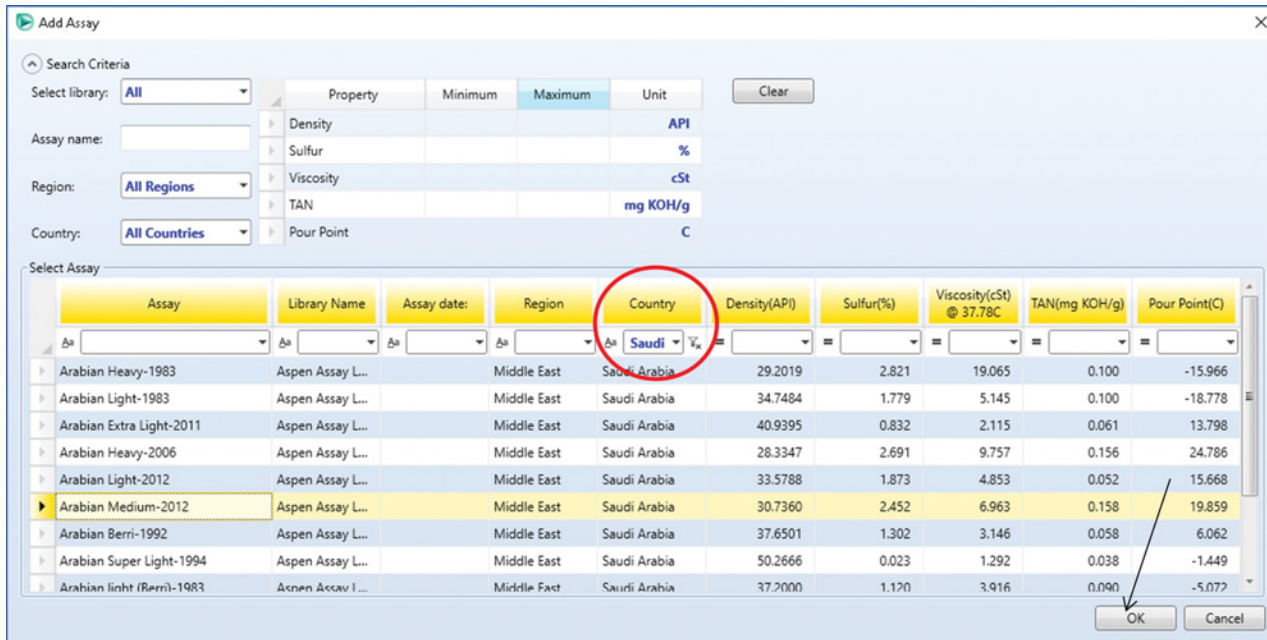 Add Assay
Search Criteria
Select library: All
Property Minimum Maximum Unit
Clear
Density API
Assay name:
Sulfur %
Region: All Regions
Viscosity cSt
TAN mg KOH/g
Country: All Countries
Pour Point C
Select Assay
Assay Library Name Assay date: Region Country Density(API) Sulfur(%) Viscosity(cSt) @ 37.78C TAN(mg KOH/g) Pour Point(C)
Aa Aa Aa Aa Aa Saudi = = = = =
Arabian Heavy-1983 Aspen Assay L... Middle East Saudi Arabia 29.2019 2.821 19.065 0.100 -15.966
Arabian Light-1983 Aspen Assay L... Middle East Saudi Arabia 34.7484 1.779 5.145 0.100 -18.778
Arabian Extra Light-2011 Aspen Assay L... Middle East Saudi Arabia 40.9395 0.832 2.115 0.061 13.798
Arabian Heavy-2006 Aspen Assay L... Middle East Saudi Arabia 28.3347 2.691 9.757 0.156 24.786
Arabian Light-2012 Aspen Assay L... Middle East Saudi Arabia 33.5788 1.873 4.853 0.052 15.668
Arabian Medium-2012 Aspen Assay L... Middle East Saudi Arabia 30.7360 2.452 6.963 0.158 19.859
Arabian Berri-1992 Aspen Assay L... Middle East Saudi Arabia 37.6501 1.302 3.146 0.058 6.062
Arabian Super Light-1994 Aspen Assay L... Middle East Saudi Arabia 50.2666 0.023 1.292 0.038 -1.449
Arabian light (Berri)-1983 Aspen Assay L... Middle East Saudi Arabia 37.2000 1.120 3.916 0.090 -5.072
OK Cancel